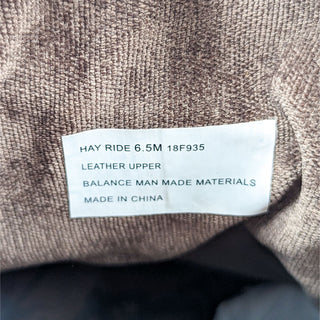 HAY RIDE 6.5M 18F935
LEATHER UPPER
BALANCE MAN MADE MATERIALS
MADE IN CHINA